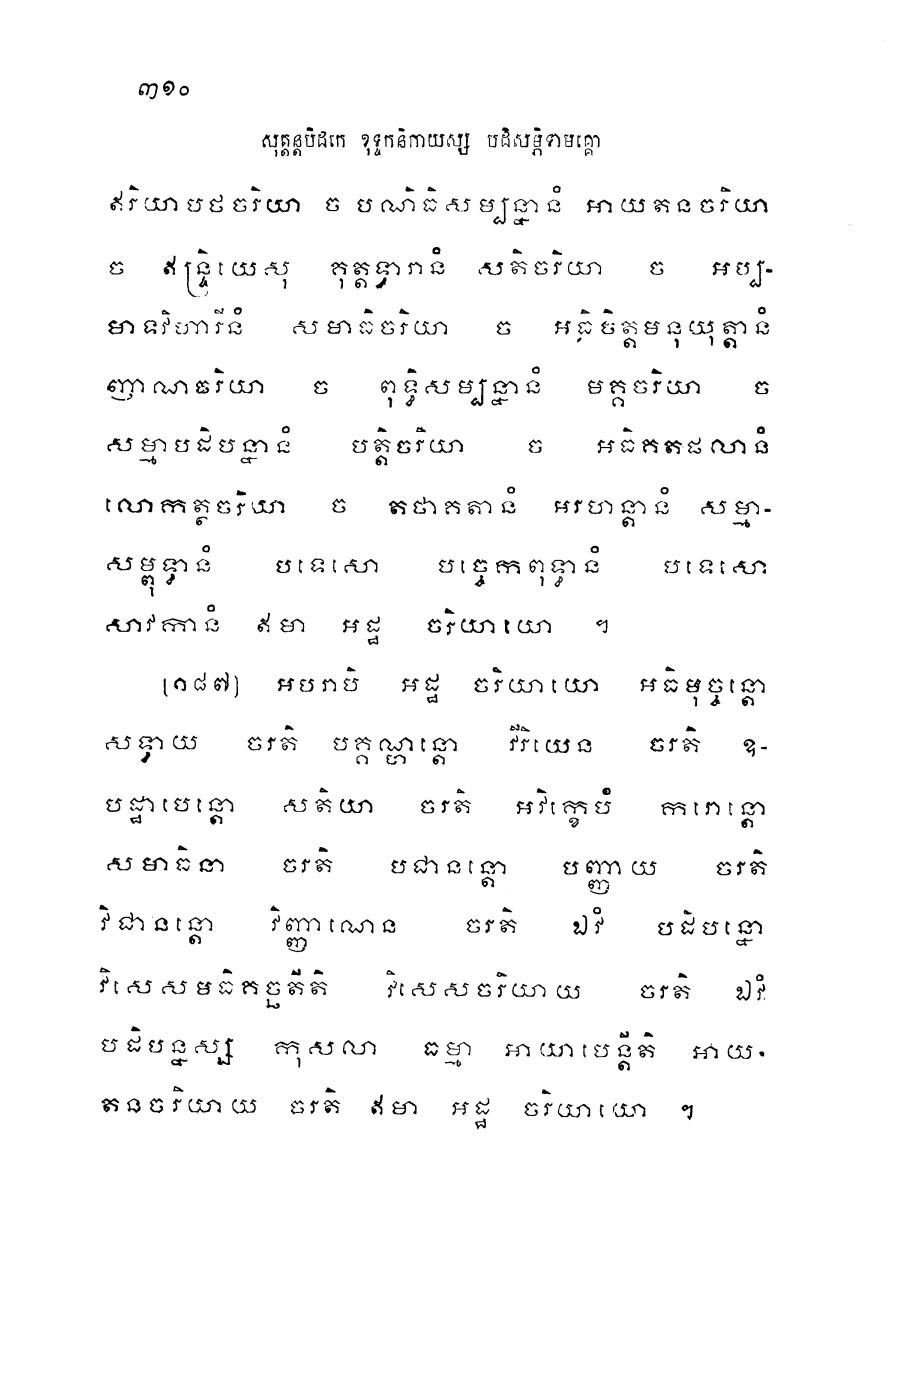 ៣១០
សុត្តន្តបិដកេ ខុទ្ទកនិកាយស្ស បដិសម្ភិទាមគ្គោ
ឥរិយាបថចរិយា ច បណិធិសម្បន្នានំ អាយតនចរិយា
ច ឥន្ទ្រិយេសុ គុត្តទ្វារានំ សតិចរិយា ច អប្ប-
មាទវិហារីនំ សមាធិចរិយា ច អធិចិត្តមនុយុត្តានំ
ញាណចរិយា ច ពុទ្ធិសម្បន្នានំ មគ្គចរិយា ច
សម្មាបដិបន្នានំ បត្តិចរិយា ច អធិគតផលានំ
លោកត្ថចរិយា ច តថាគតានំ អរហន្តានំ សម្មា-
សម្ពុទ្ធានំ បទេសោ បច្ចេកពុទ្ធានំ បទេសោ
សាវកានំ ឥមា អដ្ឋ ចរិយាយោ ។
[១៨៧] អបរាបិ អដ្ឋ ចរិយាយោ អធិមុច្ចន្តោ
សទ្ធាយ ចរតិ បគ្គណ្ហន្តោ វីរិយេន ចរតិ ឧ-
បដ្ឋាបេន្តោ សតិយា ចរតិ អវិក្ខេបំ ករោន្តោ
សមាធិនា ចរតិ បជានន្តោ បញ្ញាយ ចរតិ
វិជានន្តោ វិញ្ញាណេន ចរតិ ឯវំ បដិបន្នោ
វិសេសមធិគច្ឆតីតិ វិសេសចរិយាយ ចរតិ ឯវំ
បដិបន្នស្ស កុសលា ធម្មា អាយាបេន្តីតិ អាយ-
តនចរិយាយ ចរតិ ឥមា អដ្ឋ ចរិយាយោ ។